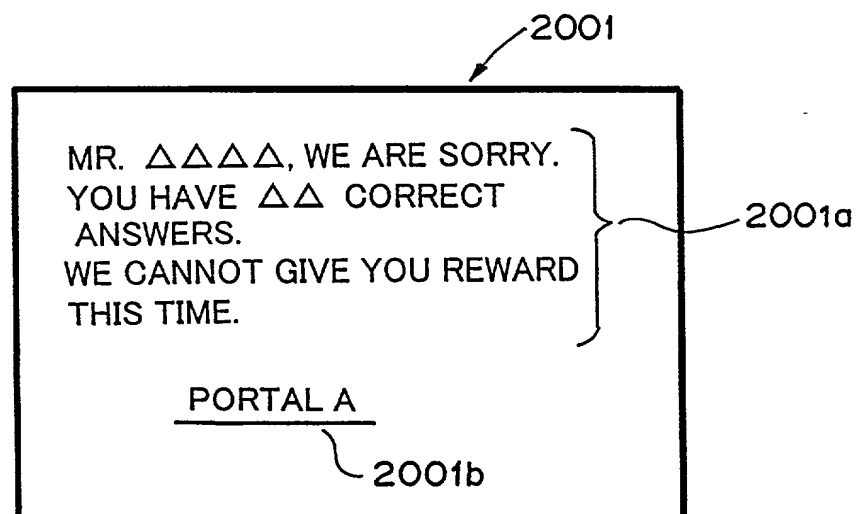 2001
MR. △△△△, WE ARE SORRY.
YOU HAVE △△ CORRECT
ANSWERS.
WE CANNOT GIVE YOU REWARD
THIS TIME.
2001a
PORTAL A
2001b